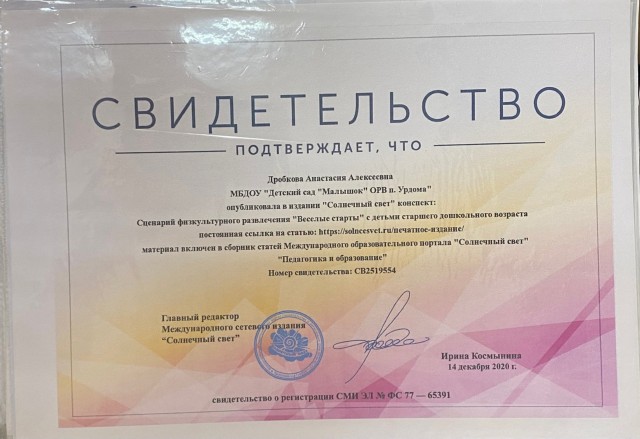 СВИДЕТЕЛЬСТВО
ПОДТВЕРЖДАЕТ, ЧТО
Дробкова Анастасия Алексеевна
МБДОУ "Детский сад "Малышок" ОРВ п. Урдома"
опубликовала в издании "Солнечный свет" конспект:
Сценарий физкультурного развлечения "Веселые старты" с детьми старшего дошкольного возраста
постоянная ссылка на статью: https://solncesvet.ru/печатное-издание/
материал включен в сборник статей Международного образовательного портала "Солнечный свет"
"Педагогика и образование"
Номер свидетельства: СВ2519554
Главный редактор
Международного сетевого издания
"Солнечный свет"
Ирина Космынина
14 декабря 2020 г.
свидетельство о регистрации СМИ ЭЛ № ФС 77 — 65391